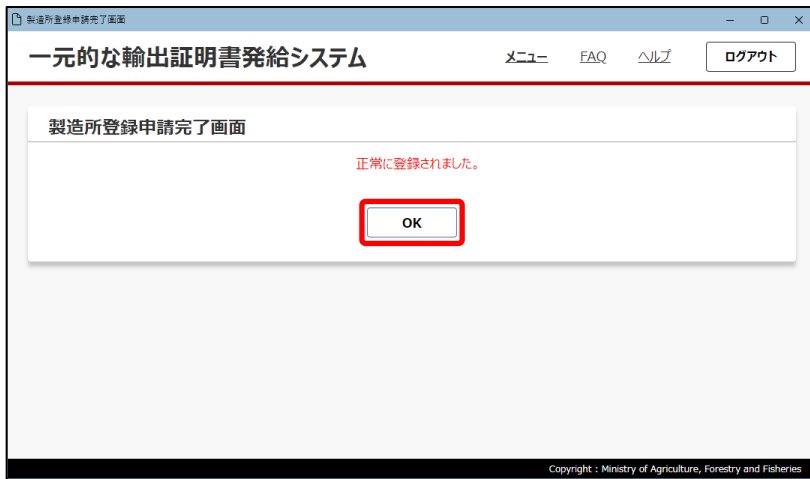 製造所登録申請完了画面
一元的な輸出証明書発給システム メニュー FAQ ヘルプ ログアウト
製造所登録申請完了画面
正常に登録されました。
OK
Copyright : Ministry of Agriculture, Forestry and Fisheries